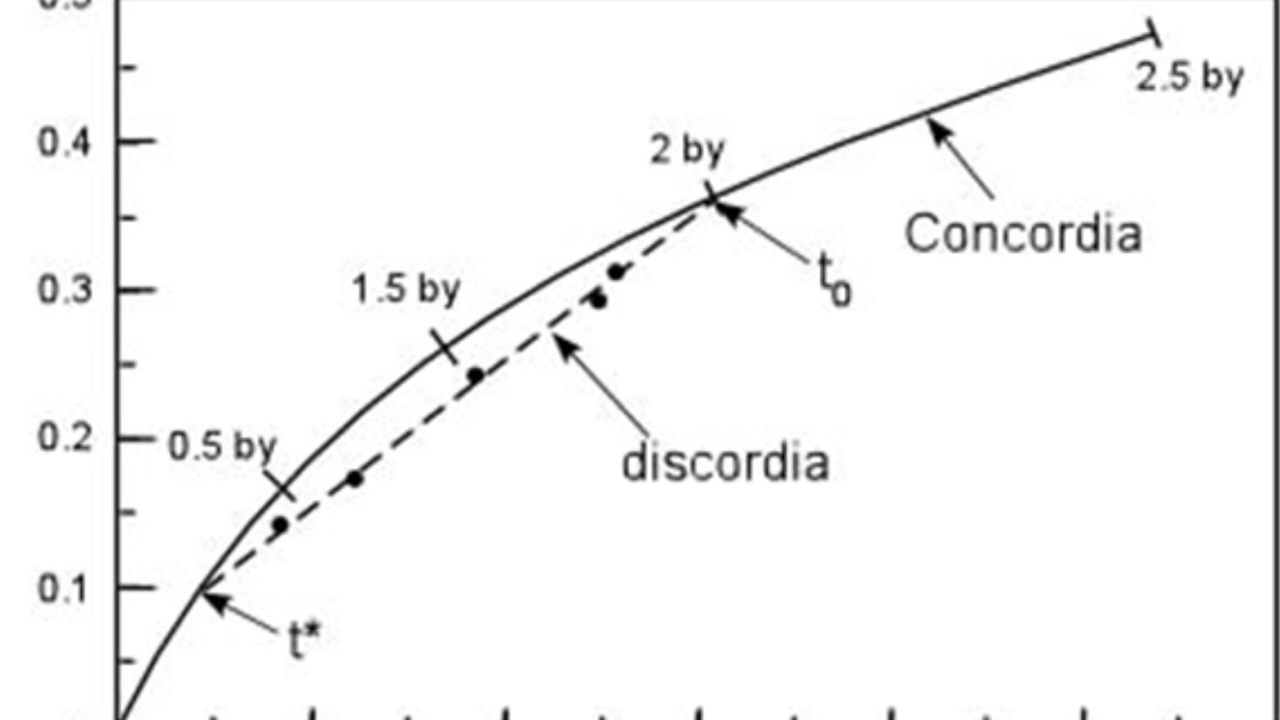 2.5 by
0.4
2 by
Concordia
t₀
0.3
1.5 by
0.2
0.5 by
discordia
0.1
t*